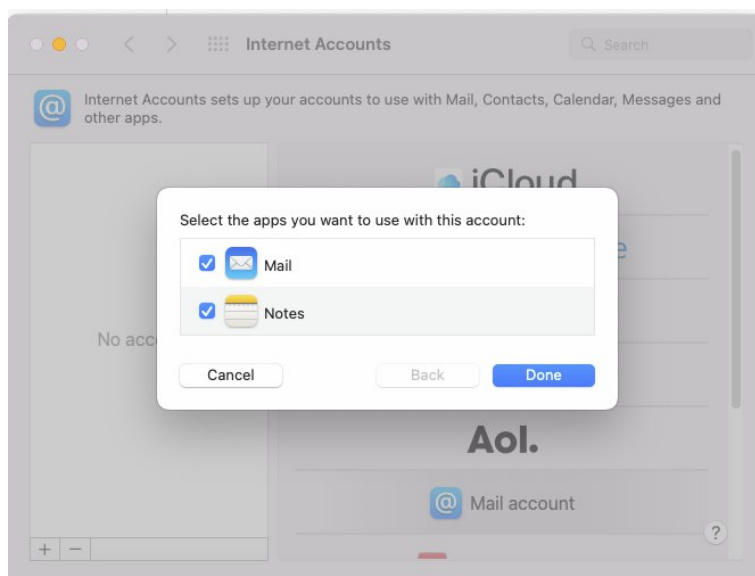 Internet Accounts
Search
Internet Accounts sets up your accounts to use with Mail, Contacts, Calendar, Messages and
other apps.
iCloud
Select the apps you want to use with this account:
Mail
Notes
No acc
Cancel
Back
Done
Aol.
@ Mail account
?
+ −